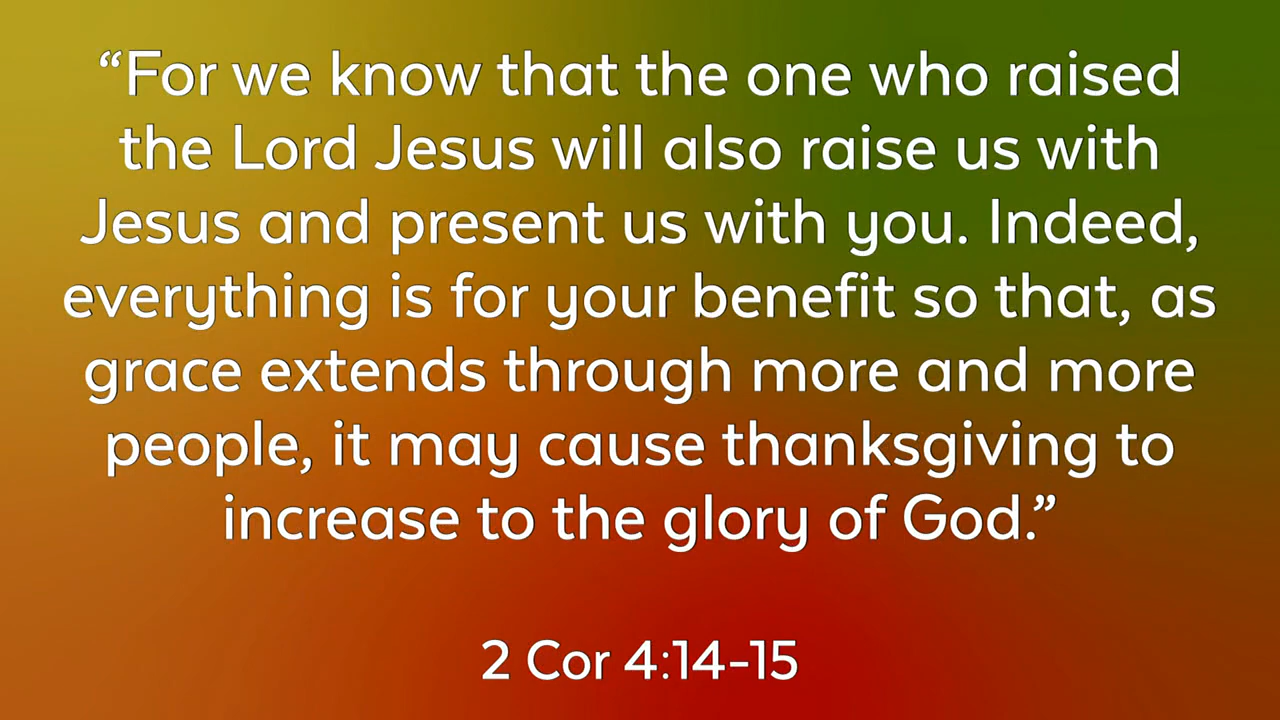 “For we know that the one who raised
the Lord Jesus will also raise us with
Jesus and present us with you. Indeed,
everything is for your benefit so that, as
grace extends through more and more
people, it may cause thanksgiving to
increase to the glory of God.”
2 Cor 4:14-15